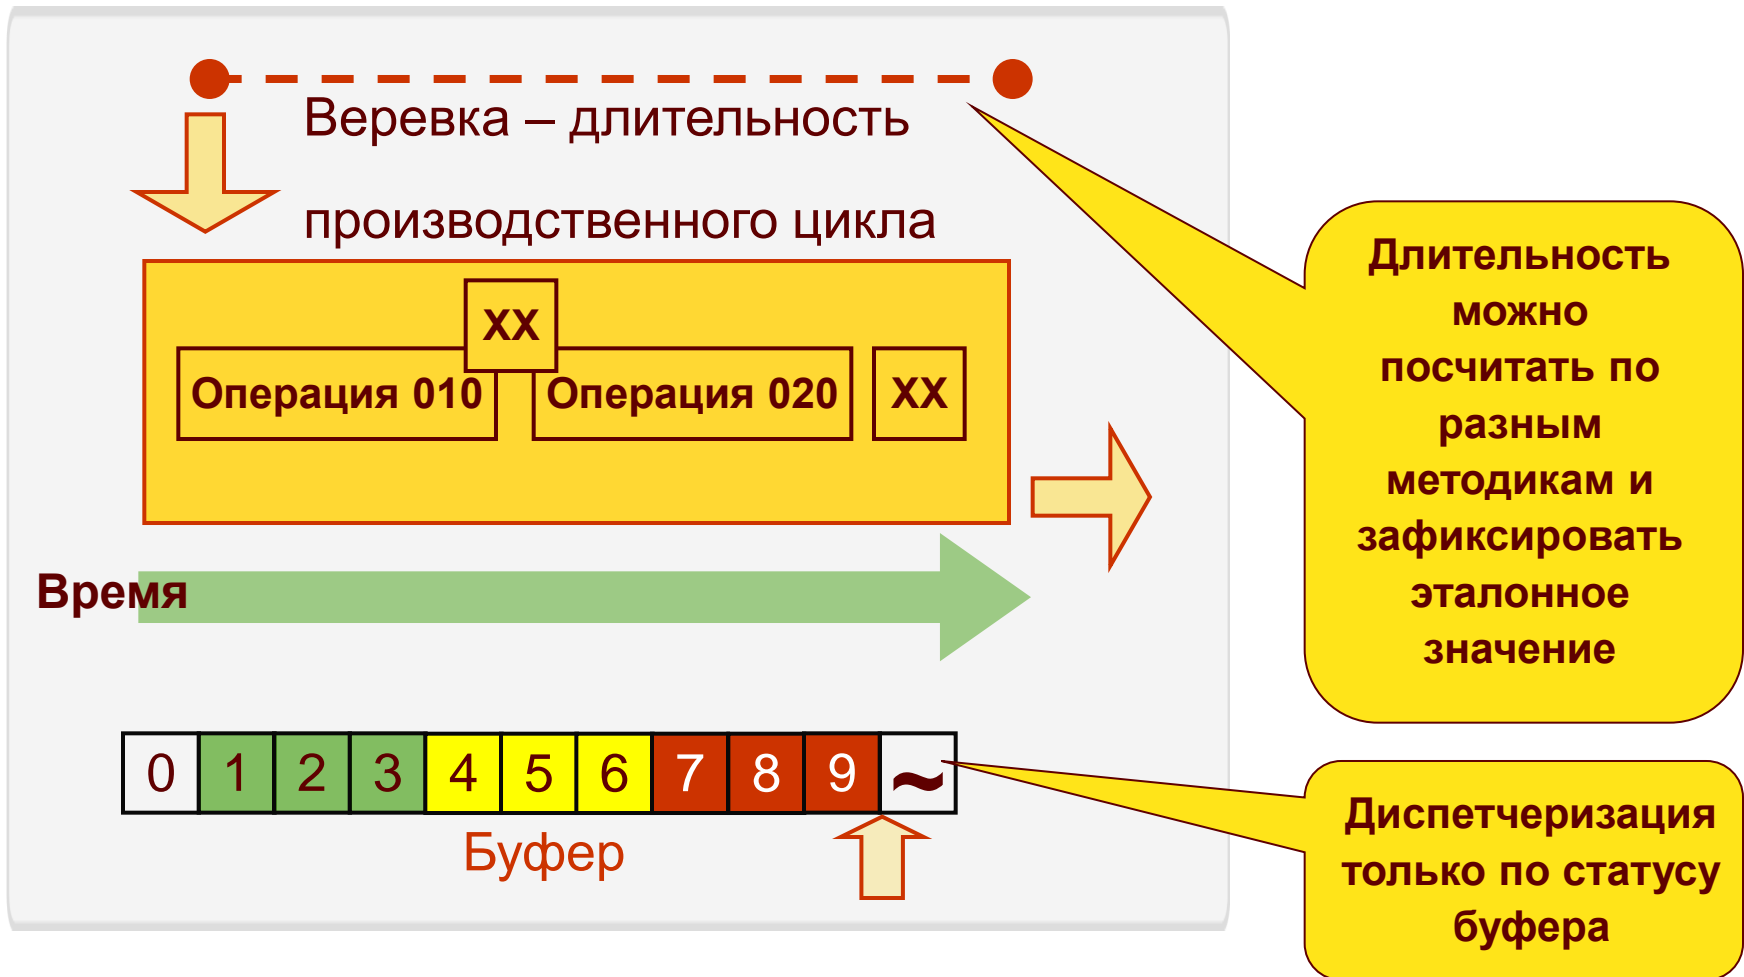 Веревка – длительность
производственного цикла
XX
Операция 010
Операция 020
XX
Время
0 1 2 3 4 5 6 7 8 9 ~
Буфер
Длительность
можно
посчитать по
разным
методикам и
зафиксировать
эталонное
значение
Диспетчеризация
только по статусу
буфера